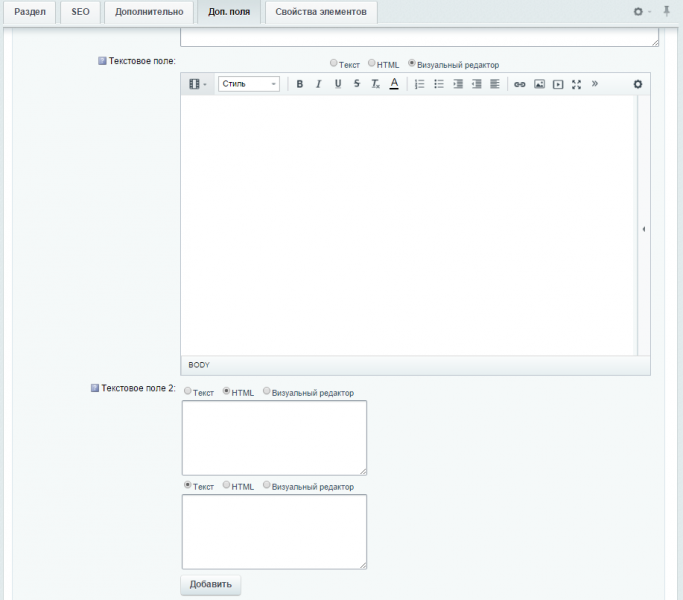 Раздел SEO Дополнительно Доп. поля Свойства элементов
Текстовое поле: Текст HTML Визуальный редактор
Стиль B I U S Tx A
BODY
Текстовое поле 2: Текст HTML Визуальный редактор
Текст HTML Визуальный редактор
Добавить